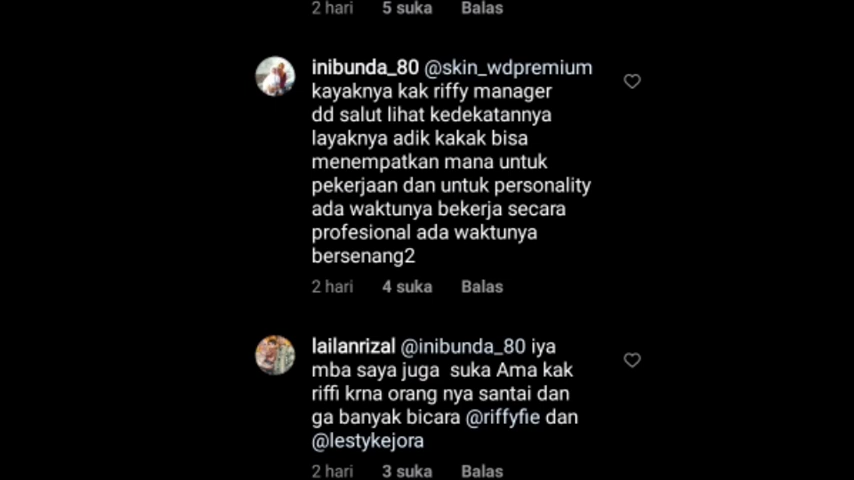 2 hari 5 suka Balas
inibunda_80 @skin_wdpremium
kayaknya kak riffy manager
dd salut lihat kedekatannya
layaknya adik kakak bisa
menempatkan mana untuk
pekerjaan dan untuk personality
ada waktunya bekerja secara
profesional ada waktunya
bersenang2
2 hari 4 suka Balas
lailanrizal @inibunda_80 iya
mba saya juga  suka Ama kak
riffi krna orang nya santai dan
ga banyak bicara @riffyfie dan
@lestykejora
2 hari 3 suka Balas